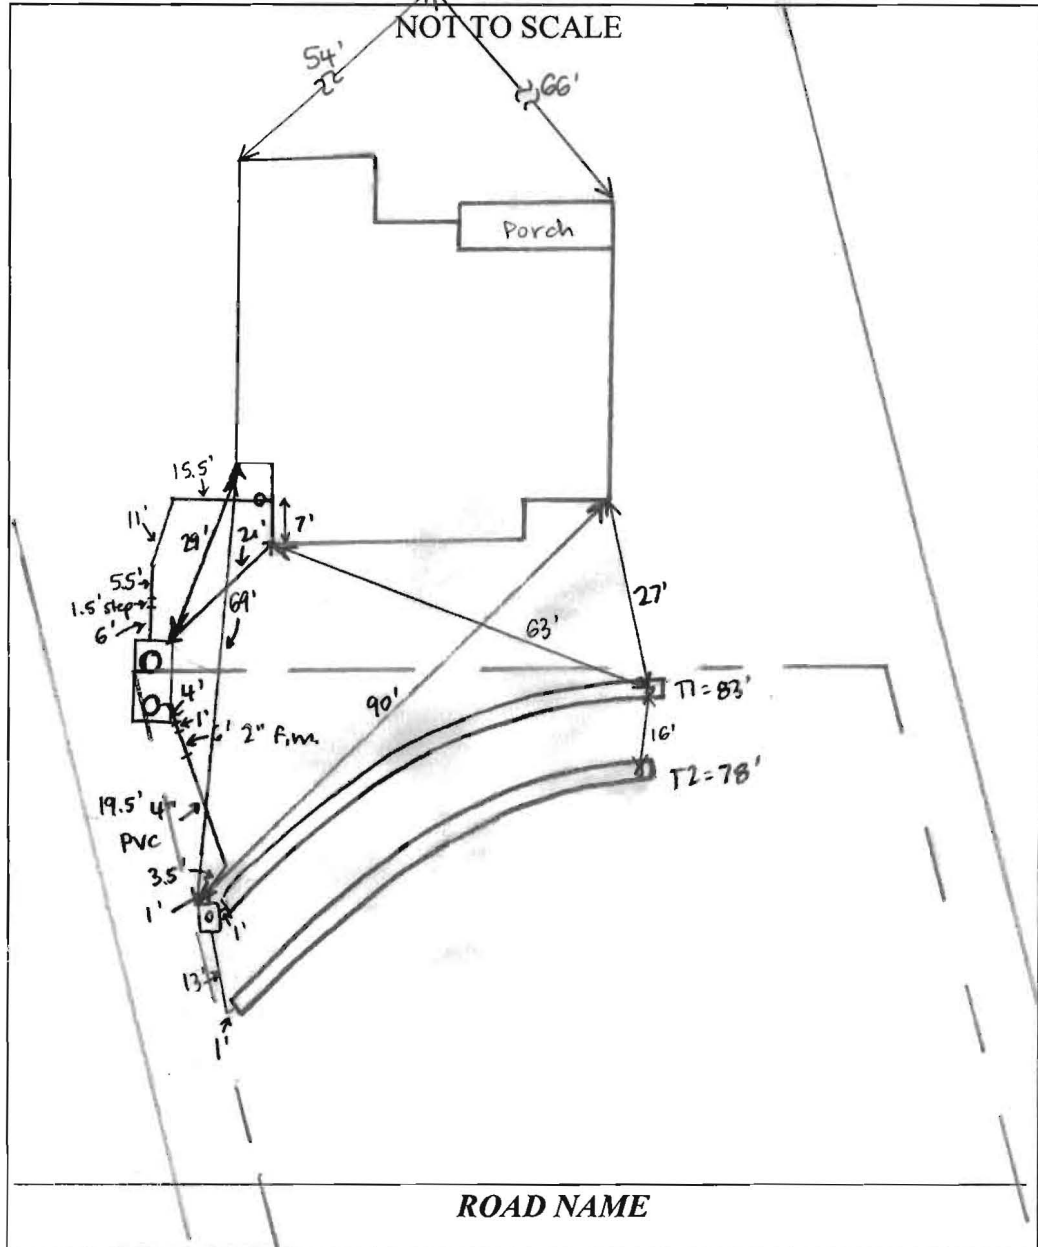 NOT TO SCALE
54'
66'
Porch
15.5'
11'
29'
7'
5.5'
69'
1.5' step
6'
27'
63'
4'
90'
T1=83'
1'
2" f.m.
16'
T2=78'
19.5' 4"
PVC
3.5'
1'
1'
13'
1'
ROAD NAME